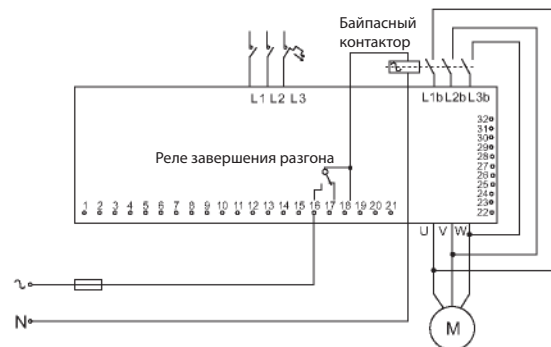 Байпасный
контактор
L1 L2 L3
L1b L2b L3b
32
31
30
29
28
27
26
25
24
23
22
Реле завершения разгона
1 2 3 4 5 6 7 8 9 10 11 12 13 14 15 16 17 18 19 20 21
U V W
N
M